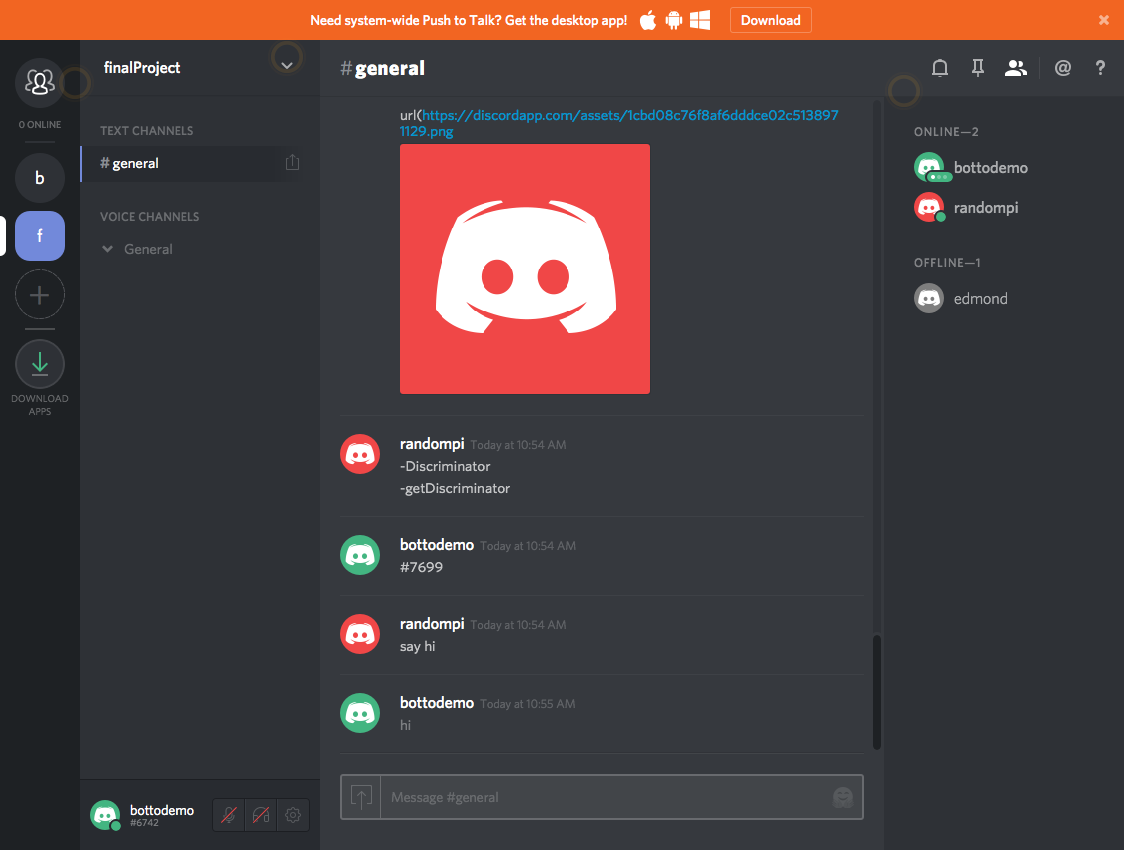 Need system-wide Push to Talk? Get the desktop app!
Download
0 ONLINE
b
f
DOWNLOAD
APPS
finalProject
TEXT CHANNELS
#general
VOICE CHANNELS
General
bottodemo
#6742
#general
@
?
url(https://discordapp.com/assets/1cbd08c76f8af6dddce02c513897
1129.png
randompi Today at 10:54 AM
-Discriminator
-getDiscriminator
bottodemo Today at 10:54 AM
#7699
randompi Today at 10:54 AM
say hi
bottodemo Today at 10:55 AM
hi
Message #general
ONLINE—2
bottodemo
randompi
OFFLINE—1
edmond